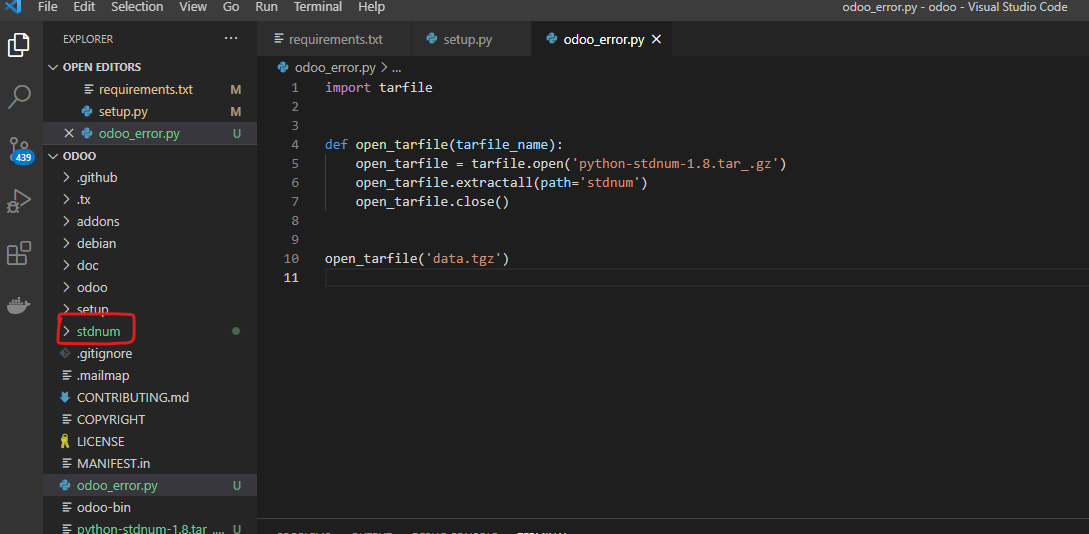 File Edit Selection View Go Run Terminal Help odoo_error.py - odoo - Visual Studio Code
EXPLORER ...
requirements.txt setup.py odoo_error.py
OPEN EDITORS
requirements.txt M
setup.py M
odoo_error.py U
439
ODOO
.github
.tx
addons
debian
doc
odoo
setup
stdnum
.gitignore
.mailmap
CONTRIBUTING.md
COPYRIGHT
LICENSE
MANIFEST.in
odoo_error.py U
odoo-bin
python-stdnum-1.8.tar_.... U
odoo_error.py > ...
1 import tarfile
2
3
4 def open_tarfile(tarfile_name):
5 open_tarfile = tarfile.open('python-stdnum-1.8.tar_.gz')
6 open_tarfile.extractall(path='stdnum')
7 open_tarfile.close()
8
9
10 open_tarfile('data.tgz')
11